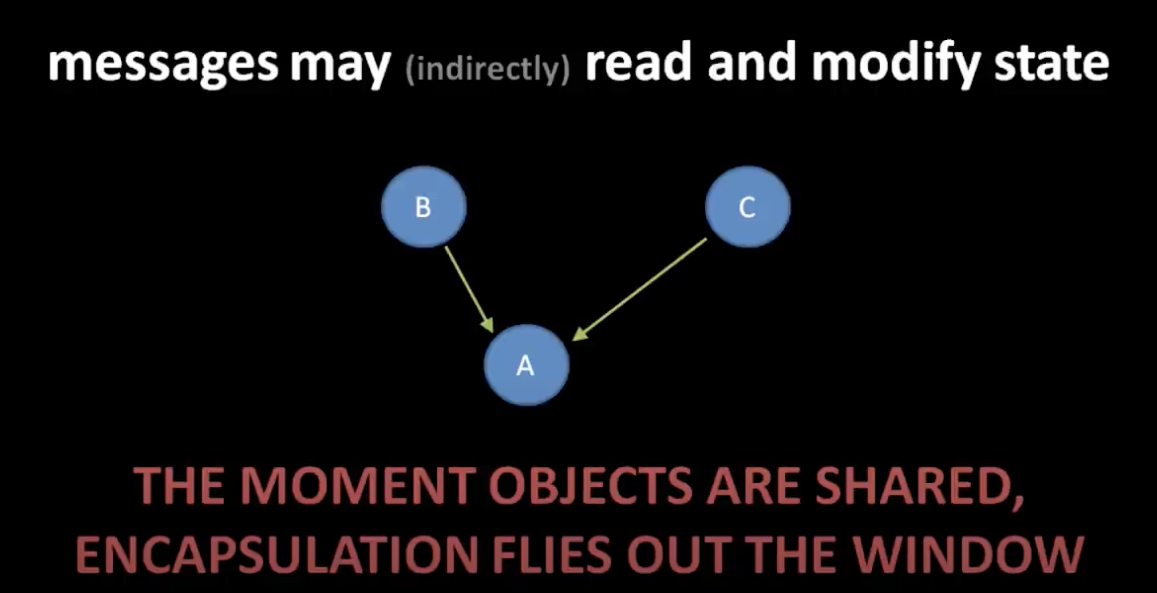 messages may (indirectly) read and modify state
B
C
A
THE MOMENT OBJECTS ARE SHARED,
ENCAPSULATION FLIES OUT THE WINDOW